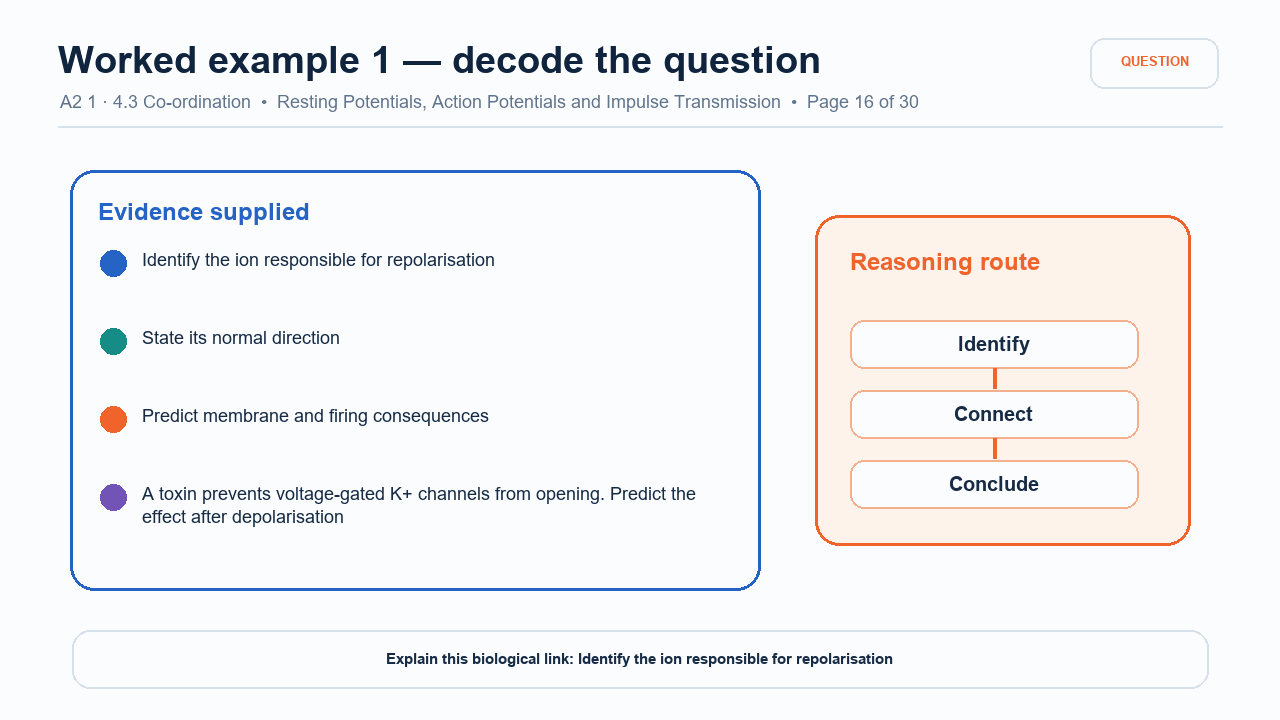 Worked example 1 — decode the question
QUESTION
A2 1 · 4.3 Co-ordination • Resting Potentials, Action Potentials and Impulse Transmission • Page 16 of 30
Evidence supplied
Identify the ion responsible for repolarisation
State its normal direction
Predict membrane and firing consequences
A toxin prevents voltage-gated K+ channels from opening. Predict the
effect after depolarisation
Reasoning route
Identify
Connect
Conclude
Explain this biological link: Identify the ion responsible for repolarisation